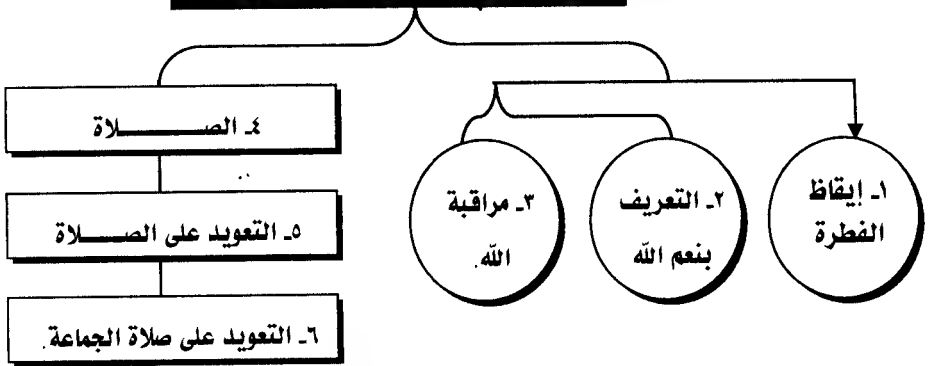 ١ـ إيقاظ
الفطرة
٢ـ التعريف
بنعم الله
٣ـ مراقبة
الله.
٤ـ الصـــــــــلاة
٥ـ التعويد على الصـــــلاة
٦ـ التعويد على صلاة الجماعة.